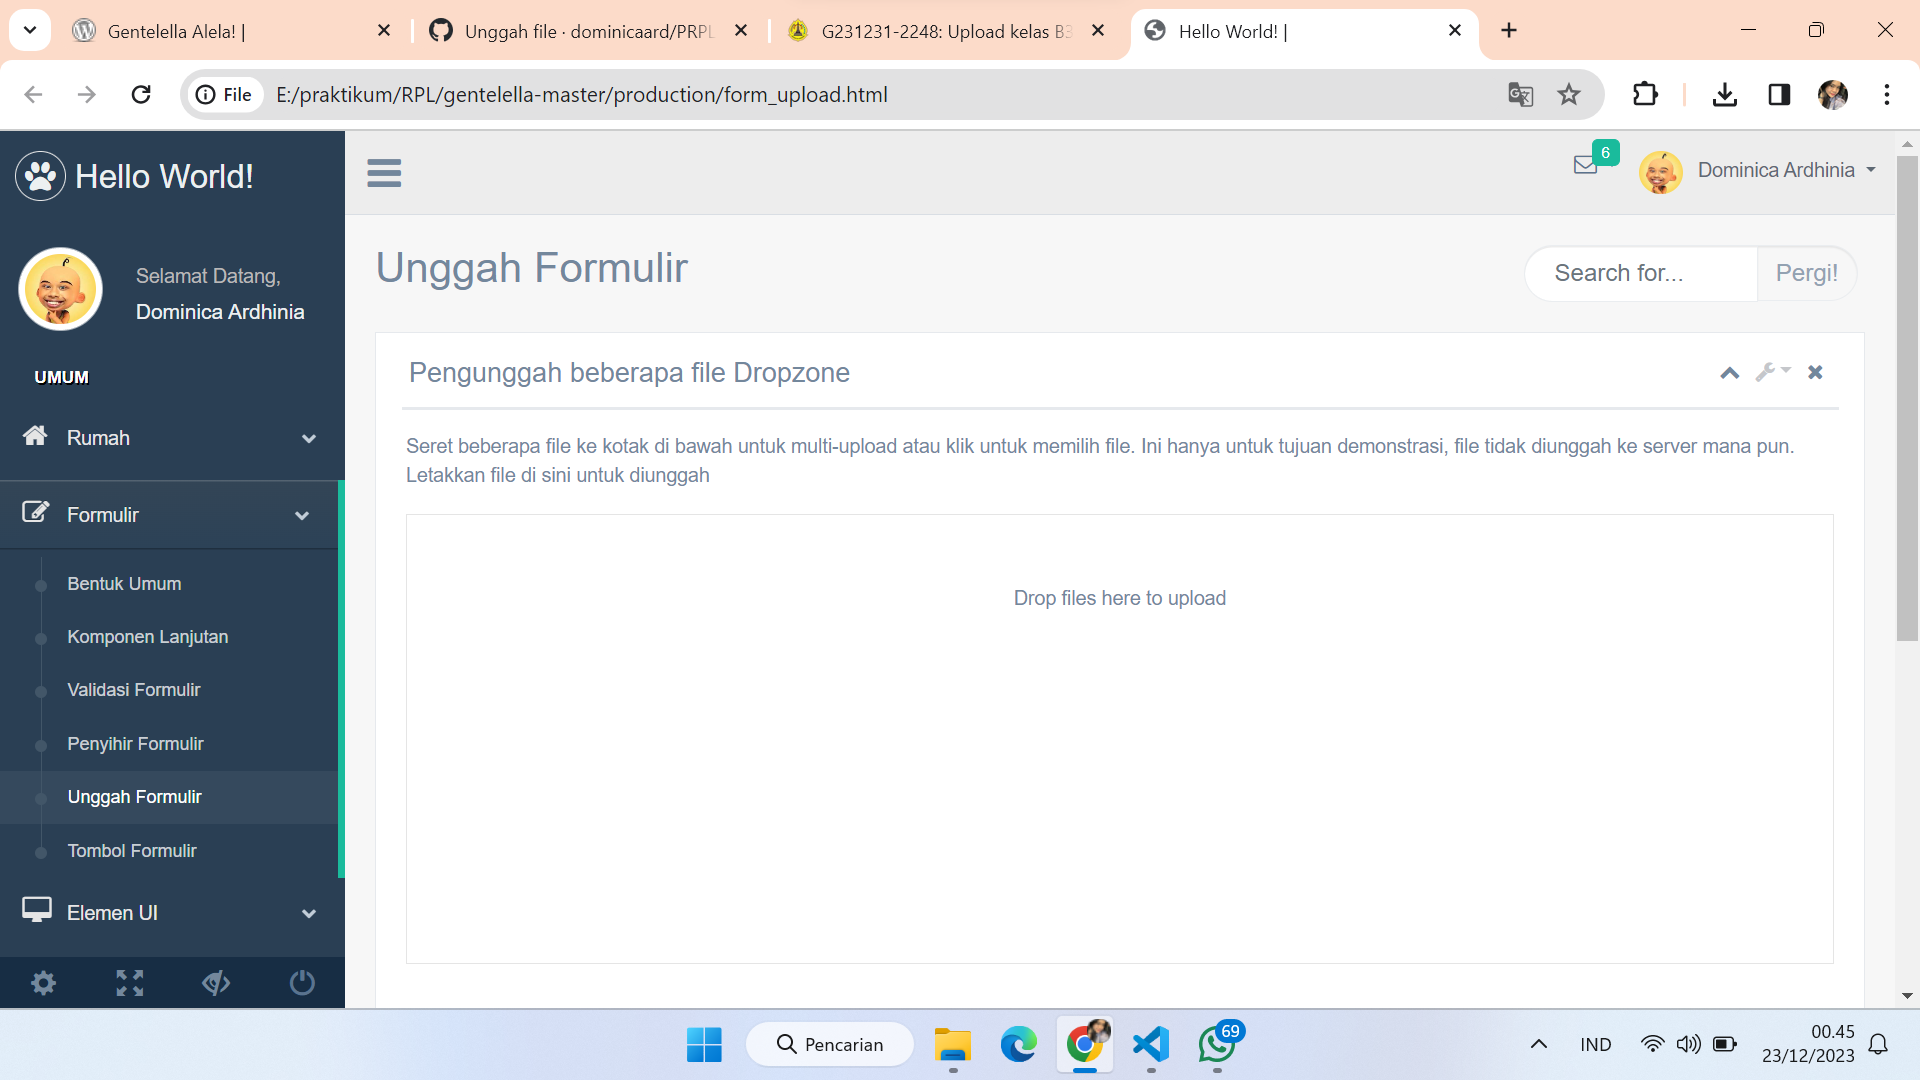 Gentelella Alela! |
Unggah file · dominicaard/PRPL
G231231-2248: Upload kelas B3
Hello World! |
File
E:/praktikum/RPL/gentelella-master/production/form_upload.html
Hello World!
6
Dominica Ardhinia
Selamat Datang,
Dominica Ardhinia
UMUM
Rumah
Formulir
Bentuk Umum
Komponen Lanjutan
Validasi Formulir
Penyihir Formulir
Unggah Formulir
Tombol Formulir
Elemen UI
Unggah Formulir
Search for...
Pergi!
Pengunggah beberapa file Dropzone
Seret beberapa file ke kotak di bawah untuk multi-upload atau klik untuk memilih file. Ini hanya untuk tujuan demonstrasi, file tidak diunggah ke server mana pun.
Letakkan file di sini untuk diunggah
Drop files here to upload
Pencarian
69
IND
00.45
23/12/2023